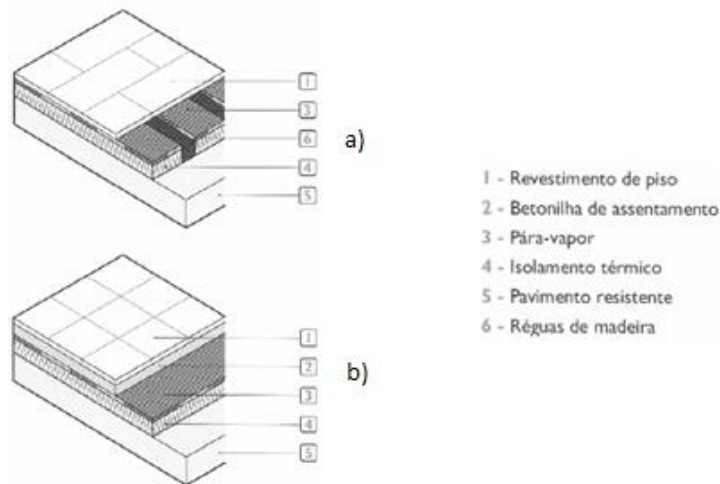 1
3
6
4
5
a)
1
2
3
4
5
b)
1 - Revestimento de piso
2 - Betonilha de assentamento
3 - Pára-vapor
4 - Isolamento térmico
5 - Pavimento resistente
6 - Réguas de madeira